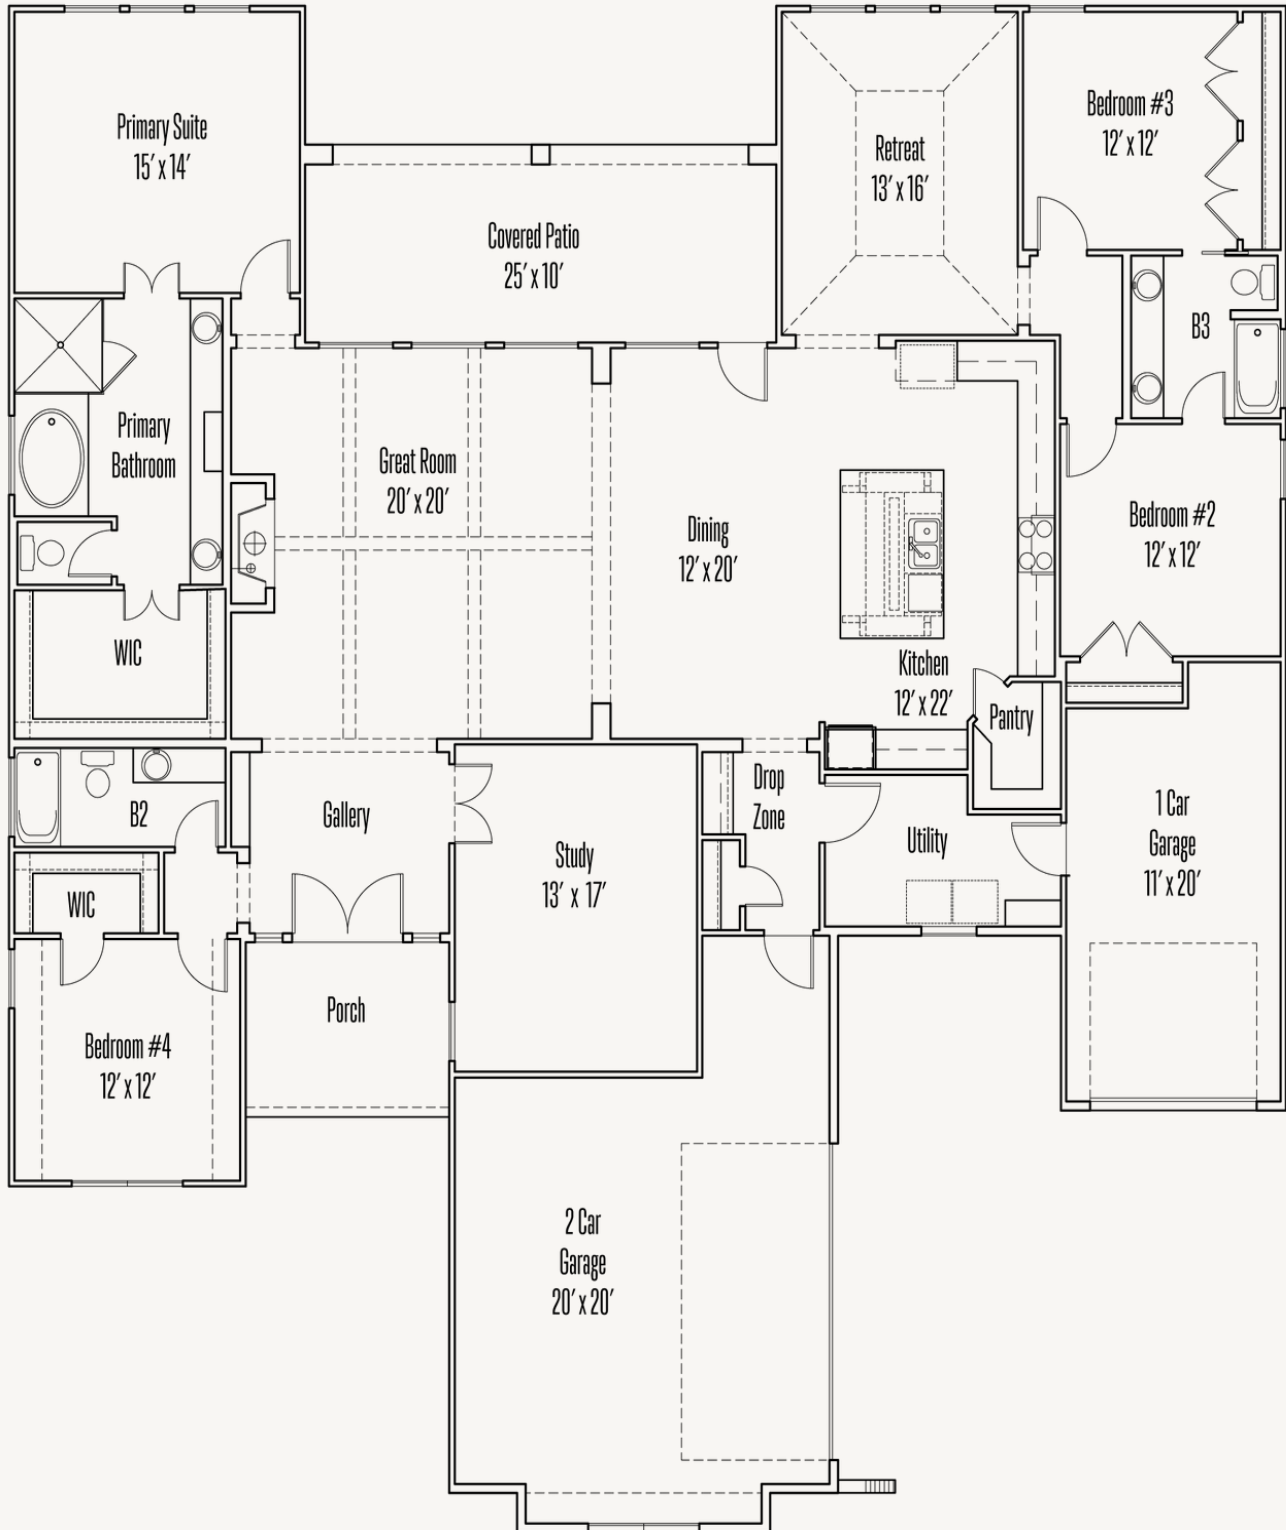 Primary Suite
15' x 14'
Covered Patio
25' x 10'
Retreat
13' x 16'
Bedroom #3
12' x 12'
B3
Primary
Bathroom
Great Room
20' x 20'
Dining
12' x 20'
Bedroom #2
12' x 12'
WIC
Kitchen
12' x 22'
Pantry
B2
Gallery
Drop
Zone
Study
13' x 17'
Utility
1 Car
Garage
11' x 20'
WIC
Porch
Bedroom #4
12' x 12'
2 Car
Garage
20' x 20'